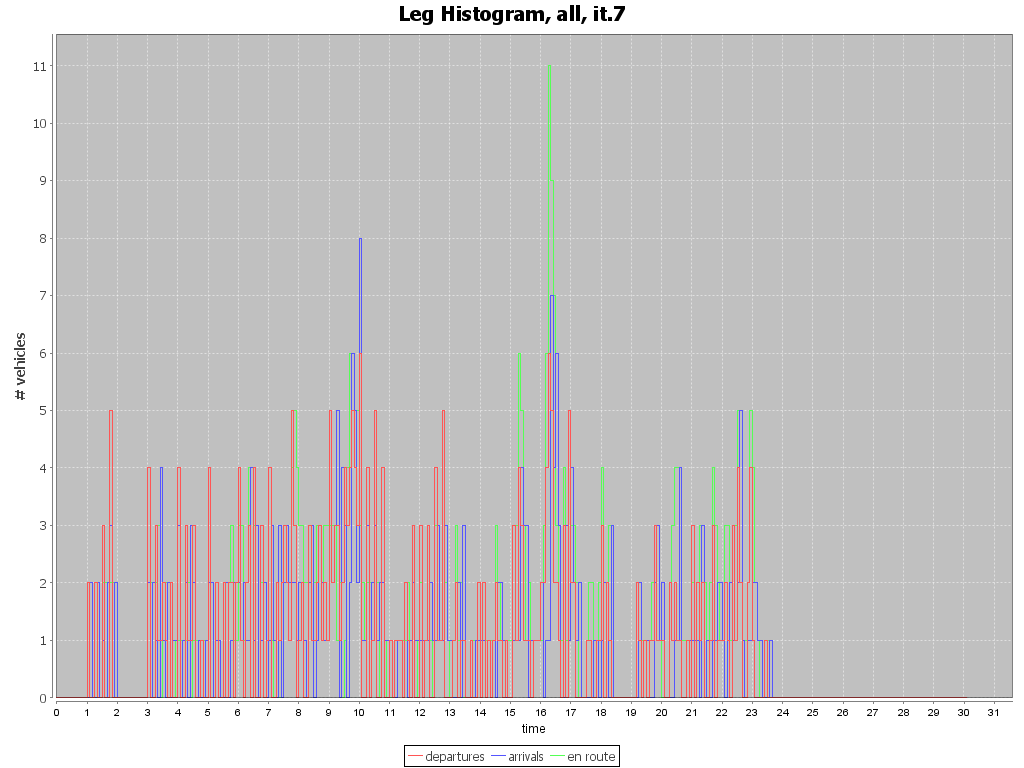 Leg Histogram, all, it.7
11
10
9
8
7
6
5
4
3
2
1
0
# vehicles
0 1 2 3 4 5 6 7 8 9 10 11 12 13 14 15 16 17 18 19 20 21 22 23 24 25 26 27 28 29 30 31
time
departures arrivals en route